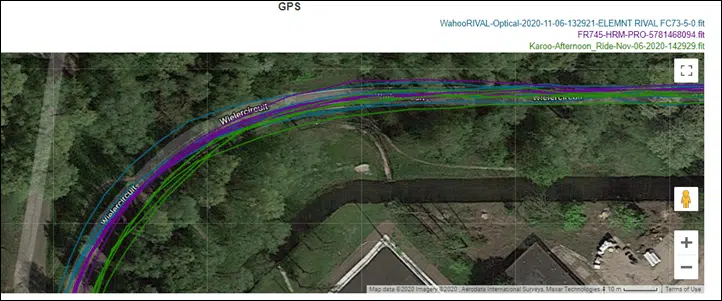 GPS
WahooRIVAL-Optical-2020-11-06-132921-ELEMNT RIVAL FC73-5-0.fit
FR745-HRM-PRO-5781468094.fit
Karoo-Afternoon_Ride-Nov-06-2020-142929.fit
Wielercircuit
Wielercircuit
Wielercircuit
Map data ©2020 Imagery ©2020 , Aerodata International Surveys, Maxar Technologies 10 m Terms of Use